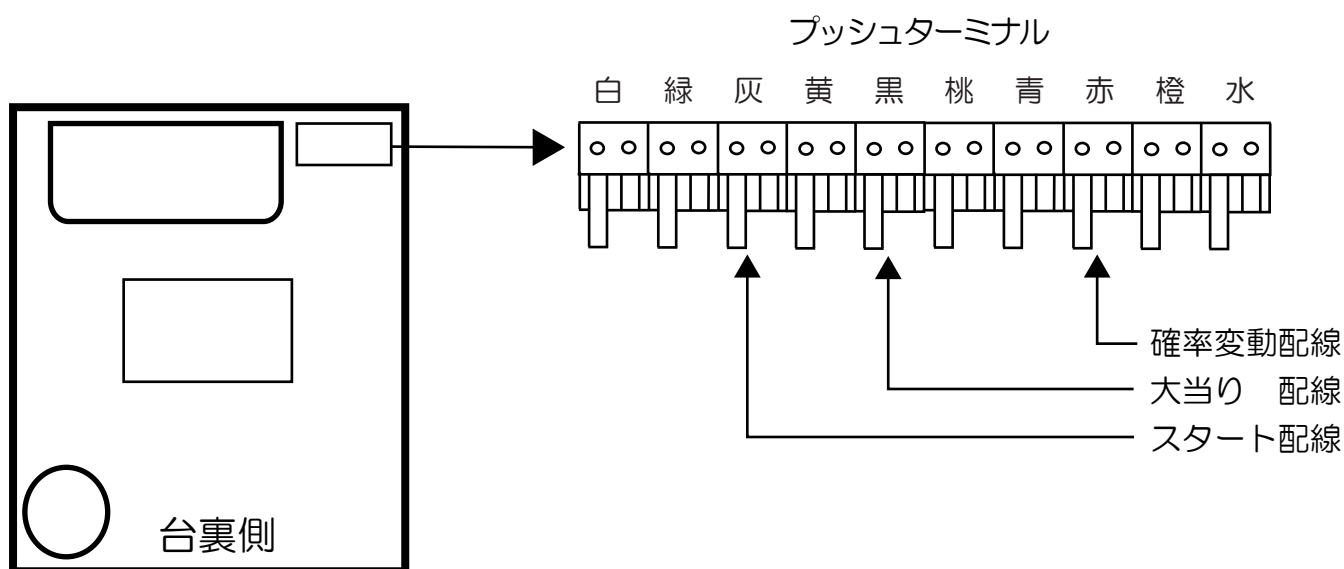 プッシュターミナル
白 緑 灰 黄 黒 桃 青 赤 橙 水
確率変動配線
大当り　配線
スタート配線
台裏側